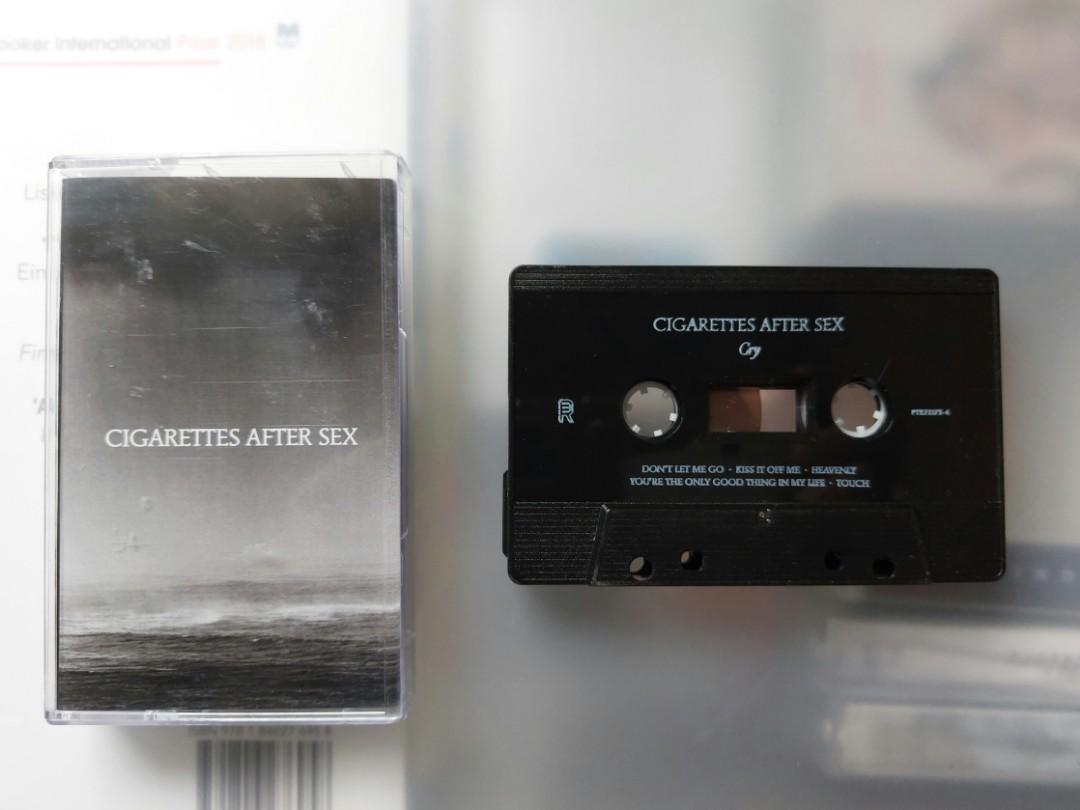 ooker International Prize 2018
CIGARETTES AFTER SEX
CIGARETTES AFTER SEX
Cry
DON'T LET ME GO · KISS IT OFF ME · HEAVENLY
YOU'RE THE ONLY GOOD THING IN MY LIFE · TOUCH